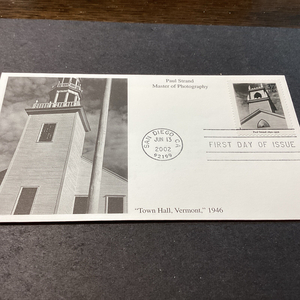 Paul Strand
Master of Photography
SAN DIEGO, CA
JUN 13
2002
92199
FIRST DAY OF ISSUE
"Town Hall, Vermont," 1946